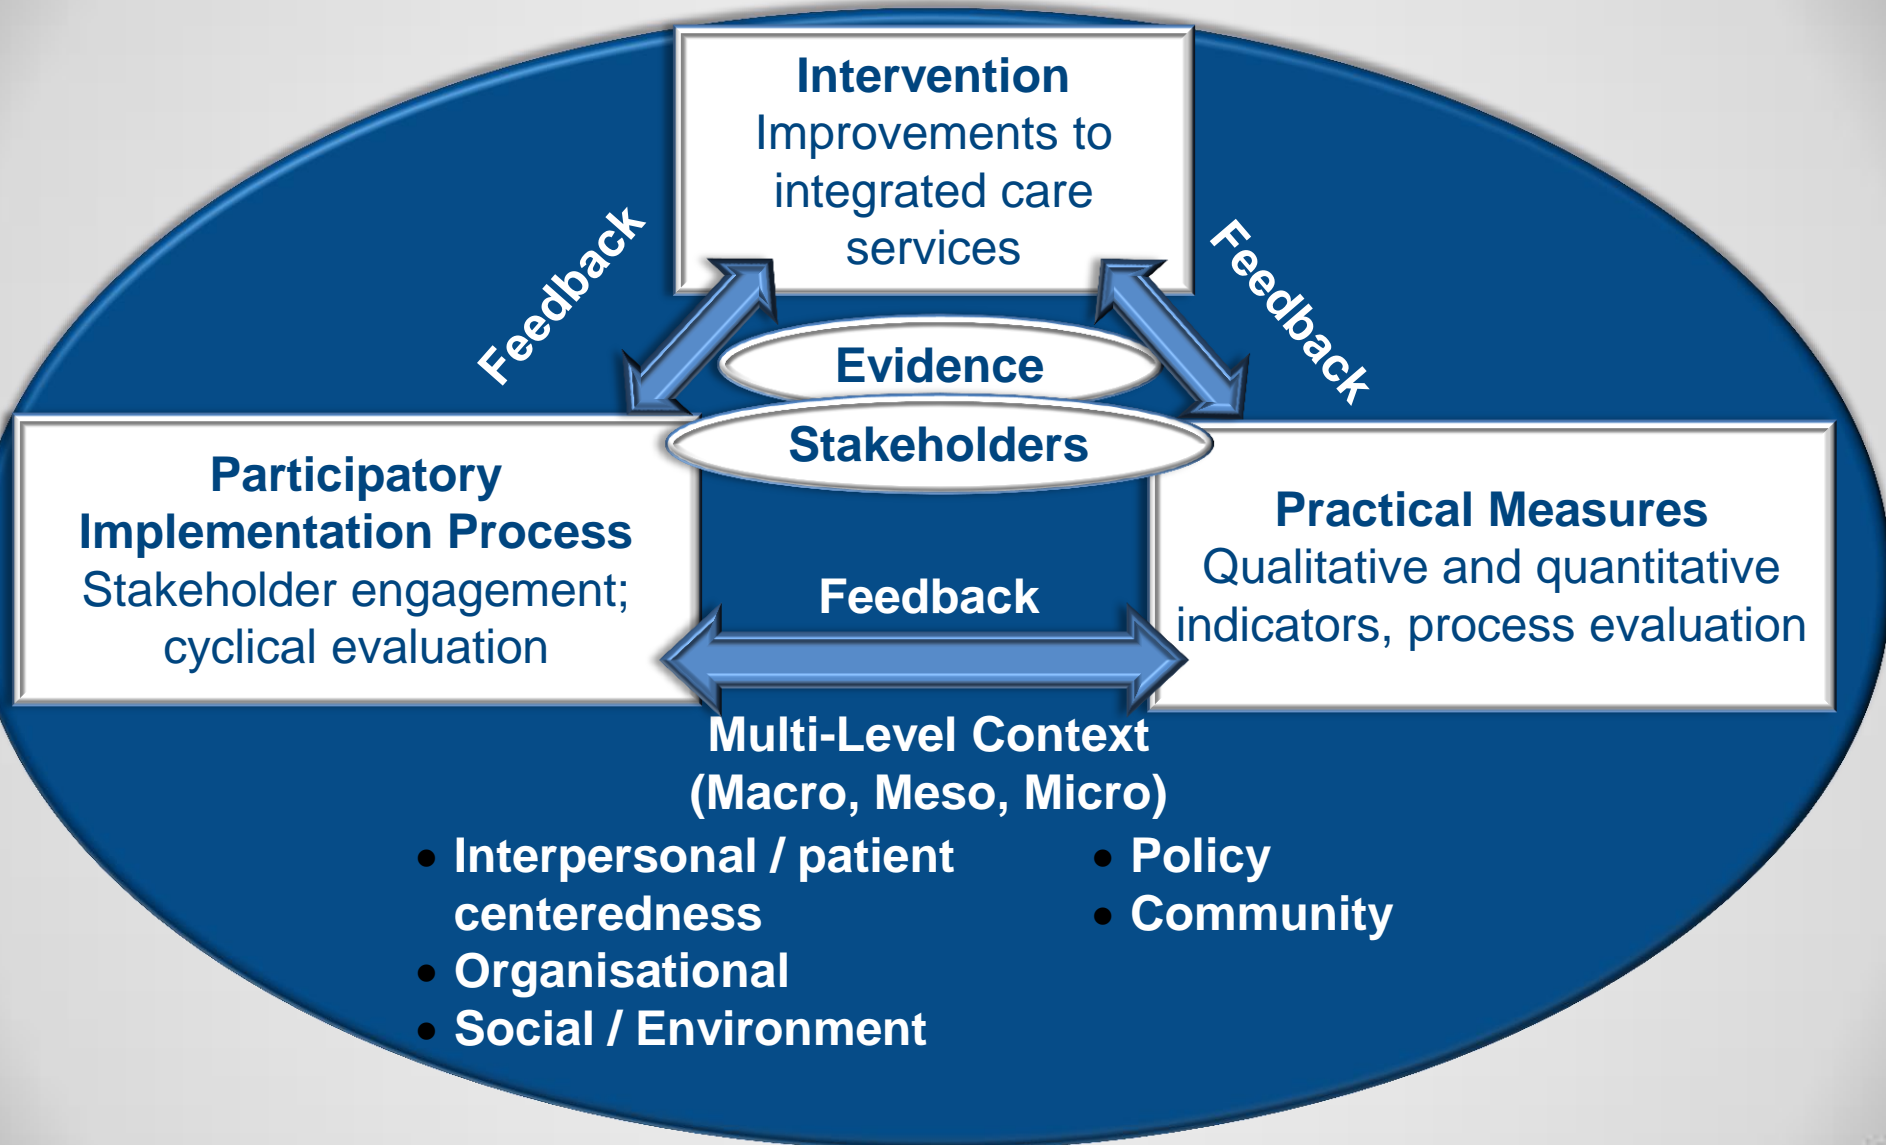 Intervention
Improvements to
integrated care
services
Feedback
Feedback
Evidence
Stakeholders
Participatory
Implementation Process
Stakeholder engagement;
cyclical evaluation
Practical Measures
Qualitative and quantitative
indicators, process evaluation
Feedback
Multi-Level Context
(Macro, Meso, Micro)
• Interpersonal / patient
centeredness
• Organisational
• Social / Environment
• Policy
• Community